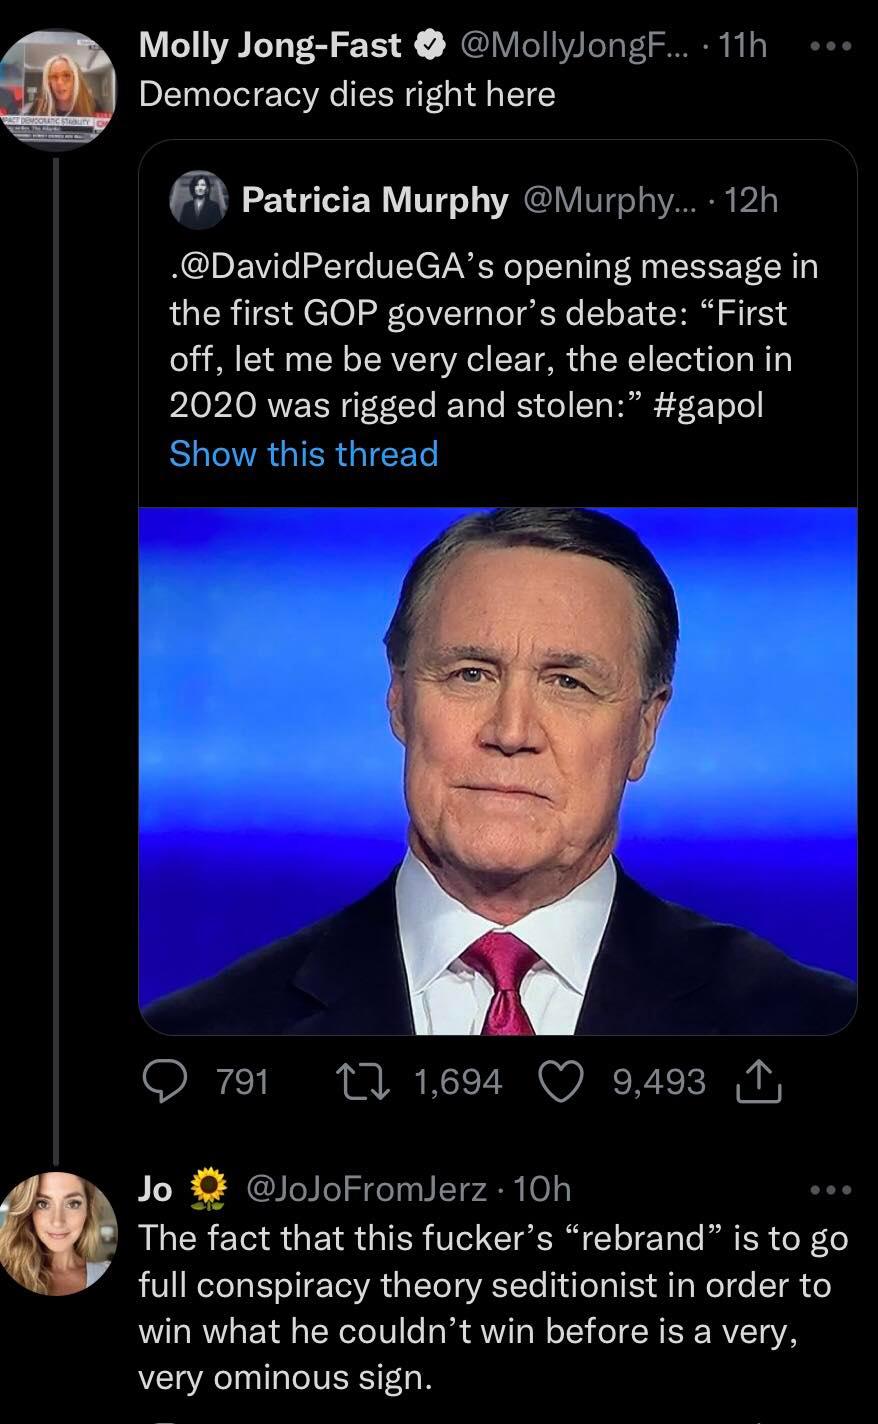 Molly Jong-Fast @MollyJongF... · 11h
Democracy dies right here
Patricia Murphy @Murphy... · 12h
.@DavidPerdueGA’s opening message in
the first GOP governor’s debate: “First
off, let me be very clear, the election in
2020 was rigged and stolen:” #gapol
Show this thread
791 1,694 9,493
Jo 🌻 @JoJoFromJerz · 10h
The fact that this fucker’s “rebrand” is to go
full conspiracy theory seditionist in order to
win what he couldn’t win before is a very,
very ominous sign.